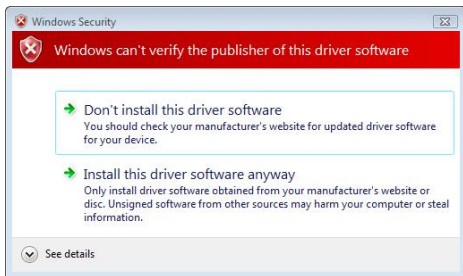 Windows Security
Windows can't verify the publisher of this driver software
Don't install this driver software
You should check your manufacturer's website for updated driver software
for your device.
Install this driver software anyway
Only install driver software obtained from your manufacturer's website or
disc. Unsigned software from other sources may harm your computer or steal
information.
See details